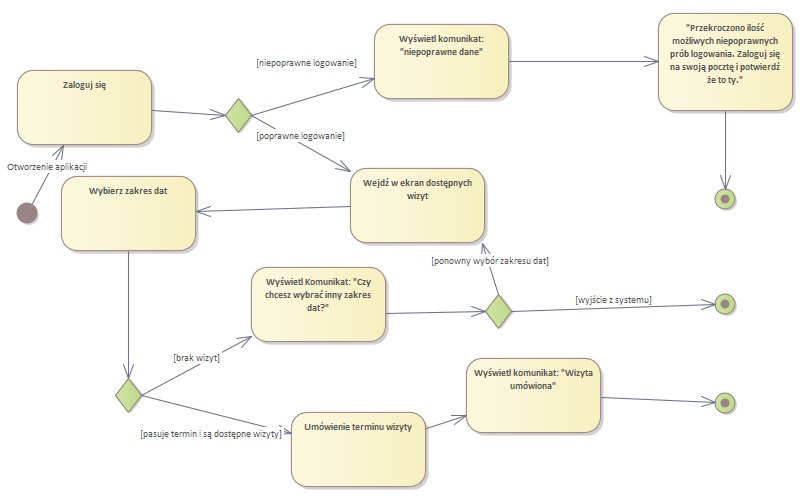 Wyświetl komunikat:
"niepoprawne dane"
"Przekroczono ilość
możliwych niepoprawnych
prób logowania. Zaloguj się
na swoją pocztę i potwierdź
że to ty."
[niepoprawne logowanie]
Zaloguj się
[poprawne logowanie]
Otworzenie aplikacji
Wybierz zakres dat
Wejdź w ekran dostępnych
wizyt
[ponowny wybór zakresu dat]
Wyświetl Komunikat: "Czy
chcesz wybrać inny zakres
dat?"
[wyjście z systemu]
[brak wizyt]
Wyświetl komunikat: "Wizyta
umówiona"
[pasuje termin i są dostępne wizyty]
Umówienie terminu wizyty